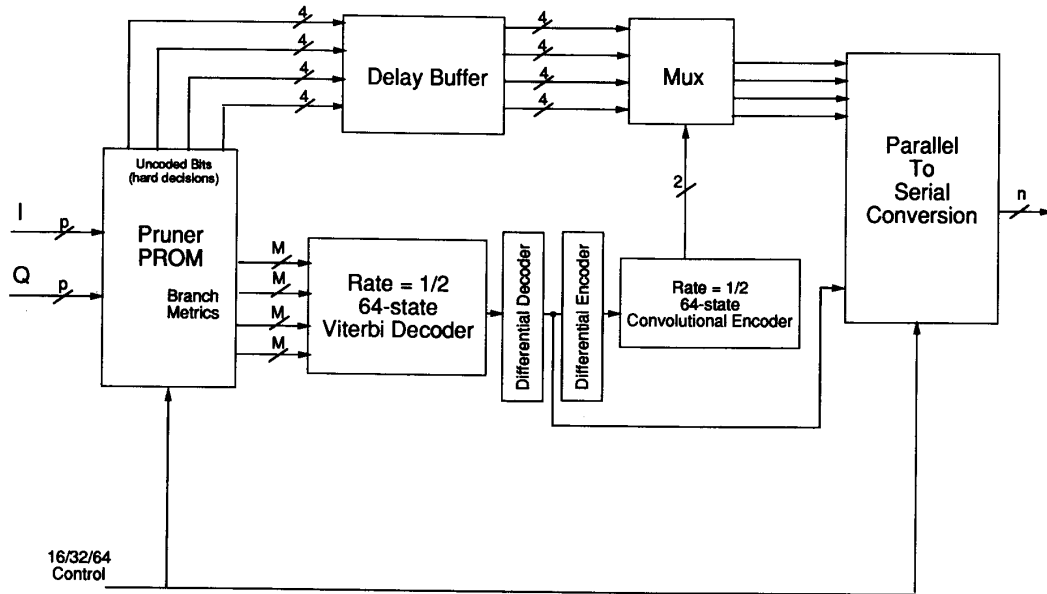 4
4
4
4
Delay Buffer
4
4
4
4
Mux
Parallel
To
Serial
Conversion
n
Uncoded Bits
(hard decisions)
I
p
Q
p
Pruner
PROM
Branch
Metrics
M
M
M
M
Rate = 1/2
64-state
Viterbi Decoder
Differential Decoder
Differential Encoder
2
Rate = 1/2
64-state
Convolutional Encoder
16/32/64
Control